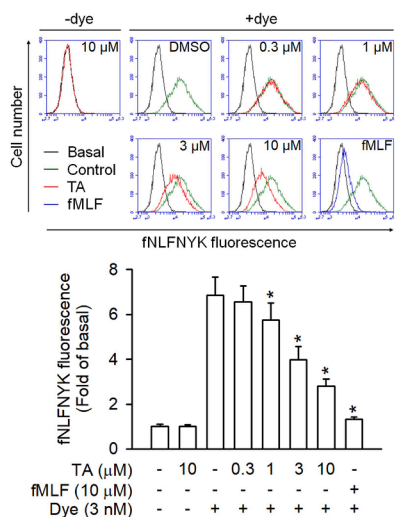 -dye +dye
10 µM DMSO 0.3 µM 1 µM
Cell number
Basal
Control
TA
fMLF
3 µM 10 µM fMLF
fNLFNYK fluorescence
fNLFNYK fluorescence
(Fold of basal)
8
6
4
2
0
* * * *
TA (µM) - 10 - 0.3 1 3 10 -
fMLF (10 µM) - - - - - - - +
Dye (3 nM) - - + + + + + +